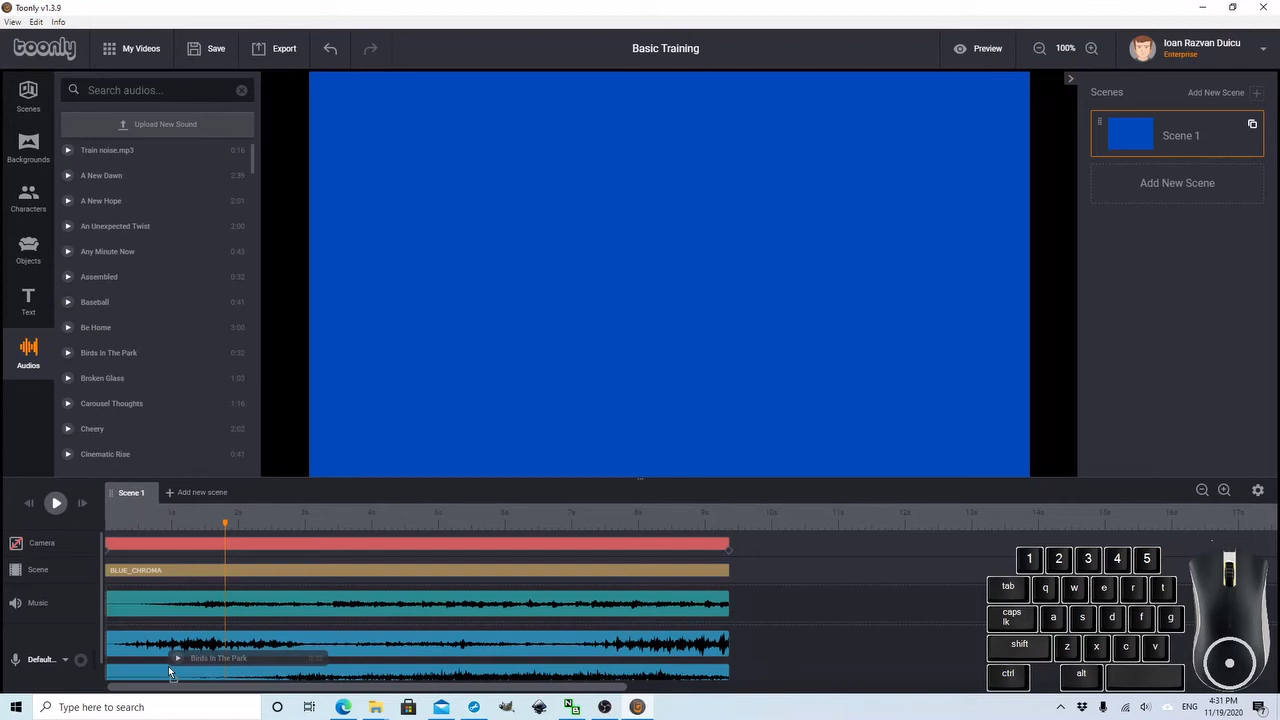 Toonly v1.3.9
View Edit Info
toonly My Videos Save Export Basic Training Preview 100% Ioan Razvan Duicu
Enterprise
Scenes
Backgrounds
Characters
Objects
Text
Audios
Search audios...
Upload New Sound
Train noise.mp3 0:16
A New Dawn 2:39
A New Hope 1:06
An Unexpected Twist 2:00
Any Minute Now 0:43
Assembled 0:32
Baseball 0:41
Be Home 3:00
Birds In The Park 0:32
Broken Glass 1:03
Carousel Thoughts 1:16
Cheery 2:02
Cinematic Rise 0:41
Scenes Add New Scene
Scene 1
Add New Scene
Scene 1 Add new scene
1s 2s 3s 4s 5s 6s 7s 8s 9s 10s 11s 12s 13s 14s 15s 16s 17s
Camera
Scene BLUE_CHROMA
Music
Default...
Birds In The Park 0:32
1 2 3 4 5
tab q w e r t
caps lk a s d f g
shift z x c v
ctrl alt
Type here to search
4:31 PM
11/19/2020